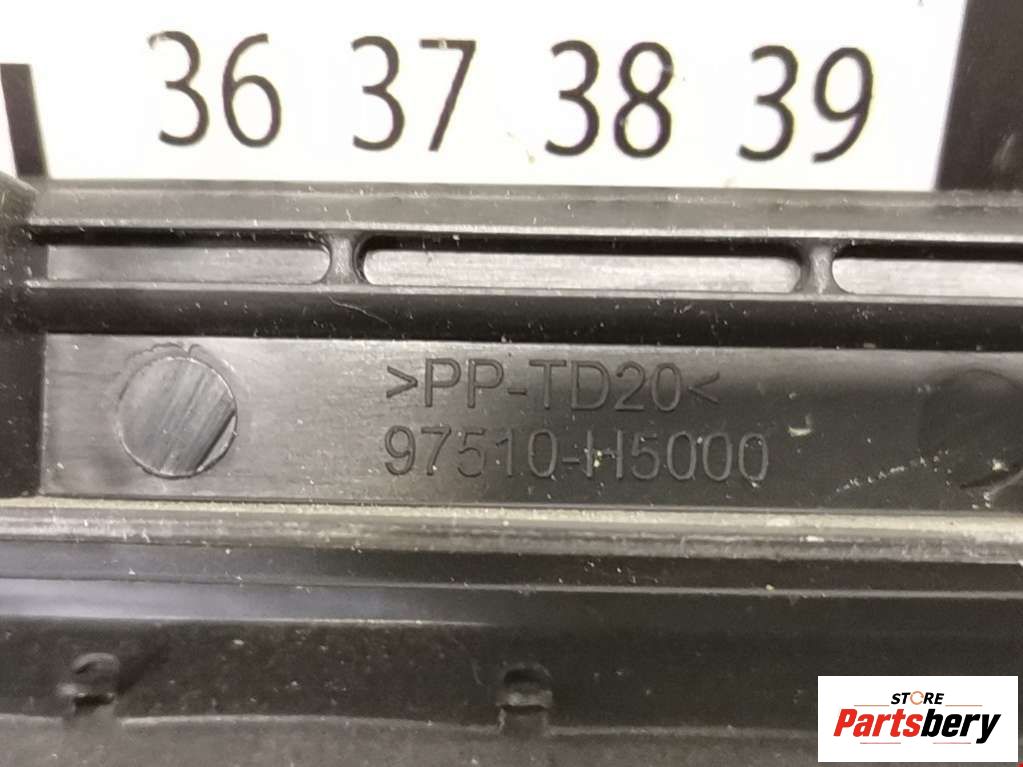 36 37 38 39
>PP-TD20<
97510-H5000
STORE
Partsbery